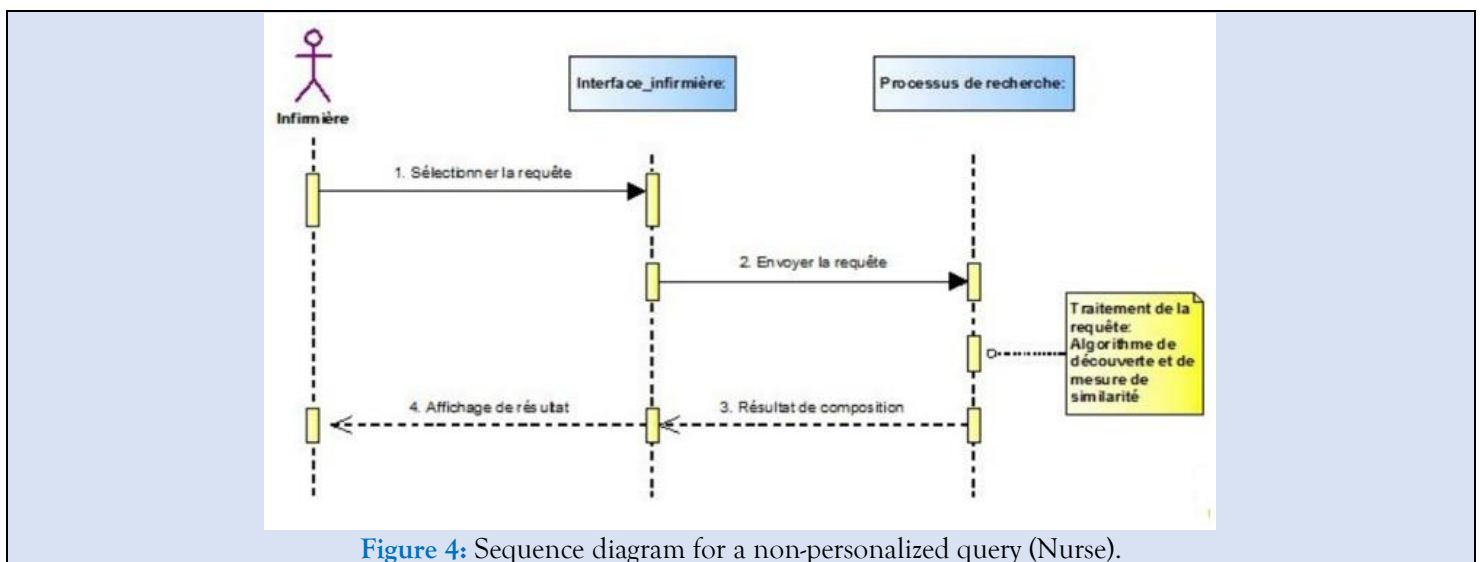 Interface_infirmière:
Processus de recherche:
Infirmière
1. Sélectionner la requête
2. Envoyer la requête
Traitement de la
requête:
Algorithme de
découverte et de
mesure de
similarité
4. Affichage de résultat
3. Résultat de composition
Figure 4: Sequence diagram for a non-personalized query (Nurse).